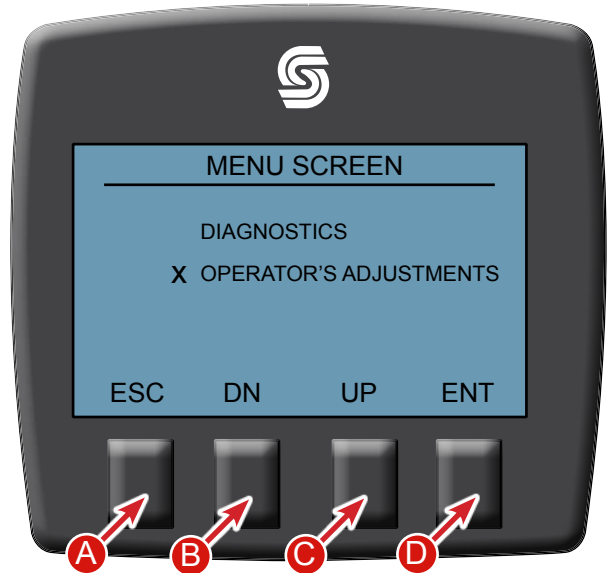 MENU SCREEN
DIAGNOSTICS
X OPERATOR'S ADJUSTMENTS
ESC DN UP ENT
A B C D